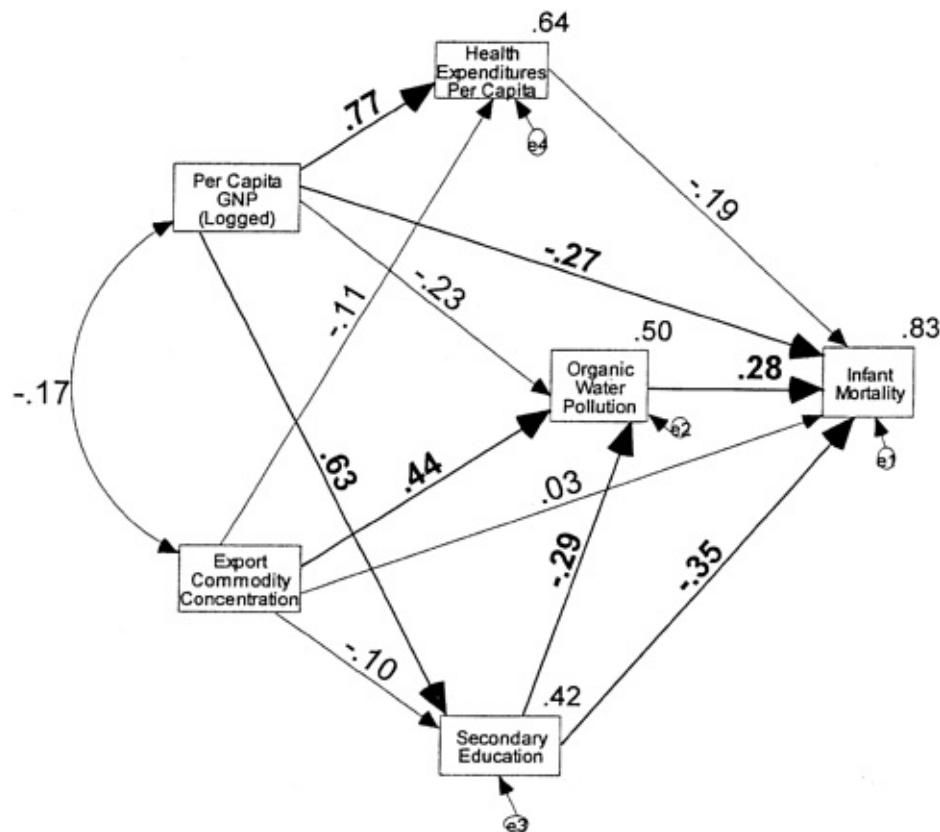 .64
Health
Expenditures
Per Capita
.77
e4
Per Capita
GNP
(Logged)
-.19
-.27
-.23
-.11
.50
.83
Organic
Water
Pollution
.28
Infant
Mortality
-.17
e2
e1
.63
.44
.03
Export
Commodity
Concentration
-.29
-.35
-.10
.42
Secondary
Education
e3